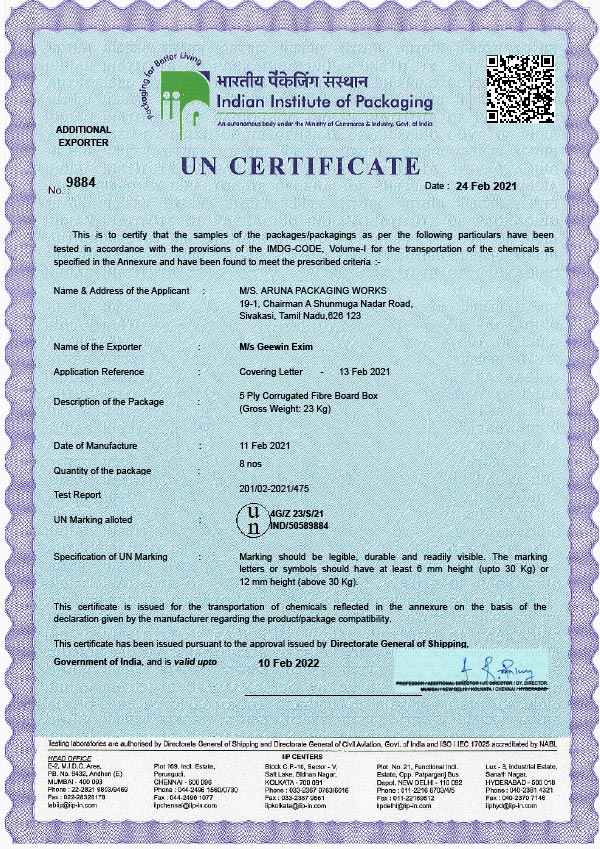 Packaging for Better Living
iip
भारतीय पैकेजिंग संस्थान
Indian Institute of Packaging
An autonomous body under the Ministry of Commerce & Industry, Govt. of India
ADDITIONAL
EXPORTER
UN CERTIFICATE
No. 9884
Date : 24 Feb 2021
This is to certify that the samples of the packages/packagings as per the following particulars have been
tested in accordance with the provisions of the IMDG-CODE, Volume-I for the transportation of the chemicals as
specified in the Annexure and have been found to meet the prescribed criteria :-
Name & Address of the Applicant : M/S. ARUNA PACKAGING WORKS
19-1, Chairman A Shunmuga Nadar Road,
Sivakasi, Tamil Nadu,626 123
Name of the Exporter : M/s Geewin Exim
Application Reference : Covering Letter - 13 Feb 2021
Description of the Package : 5 Ply Corrugated Fibre Board Box
(Gross Weight: 23 Kg)
Date of Manufacture : 11 Feb 2021
Quantity of the package : 8 nos
Test Report : 201/02-2021/475
UN Marking alloted : un 4G/Z 23/S/21
IND/50589884
Specification of UN Marking : Marking should be legible, durable and readily visible. The marking
letters or symbols should have at least 6 mm height (upto 30 Kg) or
12 mm height (above 30 Kg).
This certificate is issued for the transportation of chemicals reflected in the annexure on the basis of the
declaration given by the manufacturer regarding the product/package compatibility.
This certificate has been issued pursuant to the approval issued by Directorate General of Shipping,
Government of India, and is valid upto 10 Feb 2022
PROFESSOR / ADDITIONAL DIRECTOR / JT. DIRECTOR / DY. DIRECTOR
MUMBAI / NEW DELHI / KOLKATA / CHENNAI / HYDERABAD
Testing laboratories are authorised by Directorate General of Shipping and Directorate General of Civil Aviation, Govt. of India and ISO / IEC 17025 accredited by NABL
HEAD OFFICE
E-2, M.I.D.C. Area,
P.B. No. 9432, Andheri (E)
MUMBAI - 400 093
Phone : 022-2821 9803/9469
Fax : 022-28328178
labiip@iip-in.com
IIP CENTERS
Plot 169, Indl. Estate,
Perungudi,
CHENNAI - 600 096
Phone : 044-2496 1560/0730
Fax : 044-2496 1077
iipchennai@iip-in.com
Block C.P.-10, Sector - V,
Salt Lake, Bidhan Nagar,
KOLKATA - 700 091
Phone : 033-2367 0763/6016
Fax : 033-2367 9561
iipkolkata@iip-in.com
Plot No. 21, Functional Indl.
Estate, Opp. Patparganj Bus
Depot, NEW DELHI - 110 092
Phone : 011-2216 6703/4/5
Fax : 011-22169612
iipdelhi@iip-in.com
Lux - 3, Industrial Estate,
Sanath Nagar,
HYDERABAD - 500 018
Phone : 040-2381 4321
Fax : 040-2370 7146
iiphyd@iip-in.com